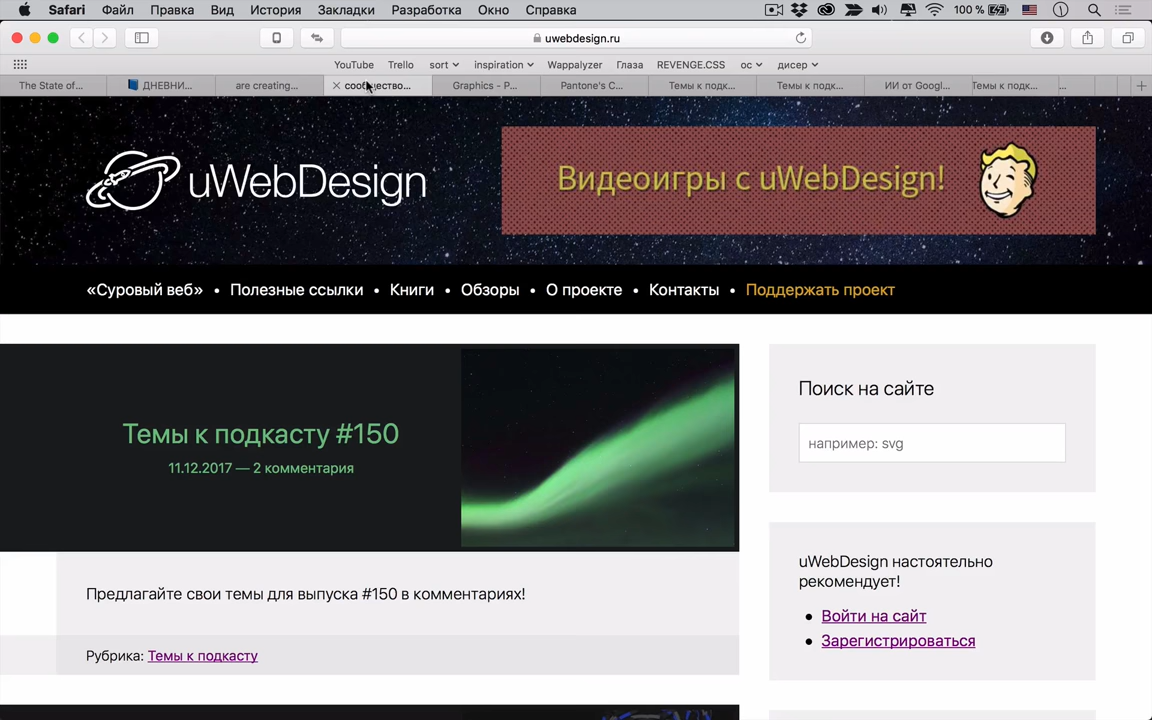 Safari Файл Правка Вид История Закладки Разработка Окно Справка 100 %
uwebdesign.ru
YouTube Trello sort inspiration Wappalyzer Глаза REVENGE.CSS ос дисер
The State of... ДНЕВНИ... are creating... сообщество... Graphics - P... Pantone's C... Темы к подк... Темы к подк... ИИ от Googl... Темы к подк... ...
uWebDesign
Видеоигры с uWebDesign!
«Суровый веб» • Полезные ссылки • Книги • Обзоры • О проекте • Контакты • Поддержать проект
Темы к подкасту #150
11.12.2017 — 2 комментария
Предлагайте свои темы для выпуска #150 в комментариях!
Рубрика: Темы к подкасту
Поиск на сайте
например: svg
uWebDesign настоятельно
рекомендует!
• Войти на сайт
• Зарегистрироваться